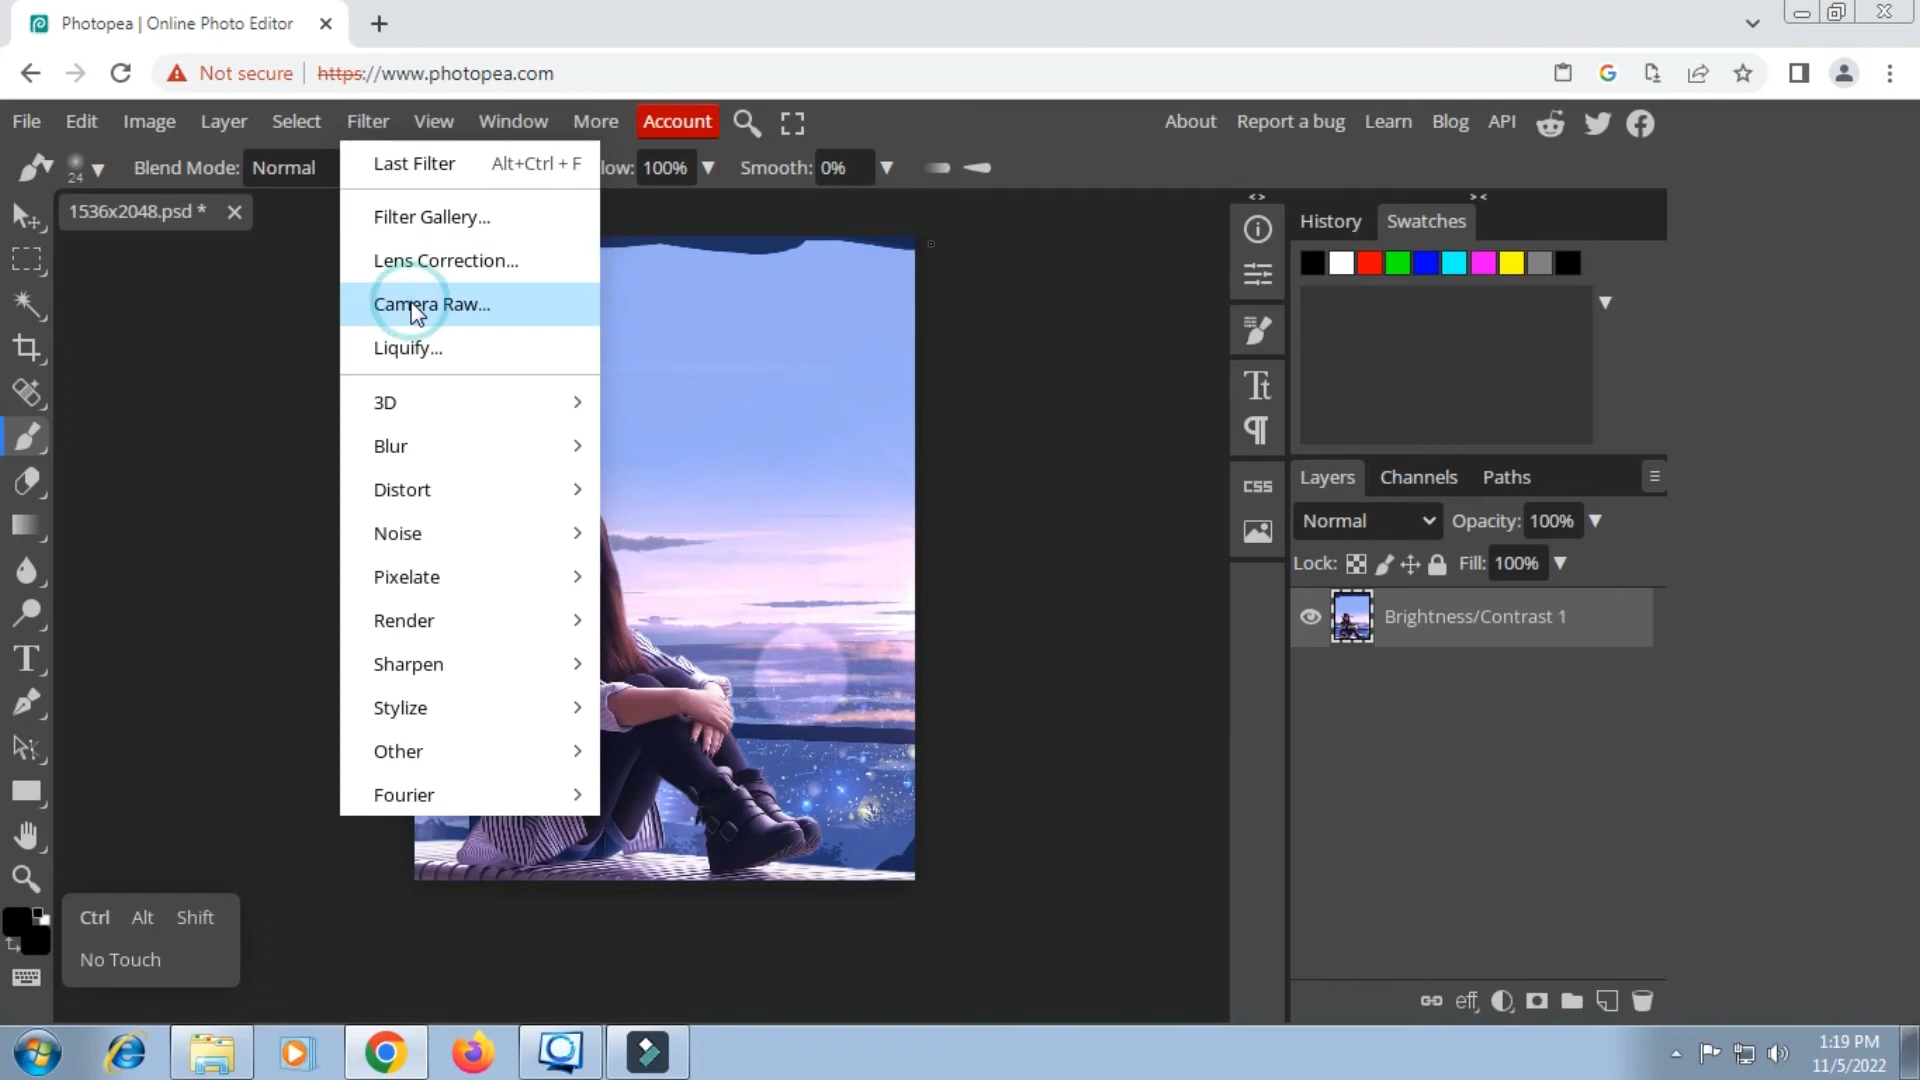 Photopea | Online Photo Editor
Not secure https://www.photopea.com
File Edit Image Layer Select Filter View Window More Account About Report a bug Learn Blog API
24 Blend Mode: Normal low: 100% Smooth: 0%
1536x2048.psd *
Last Filter Alt+Ctrl + F
Filter Gallery...
Lens Correction...
Camera Raw...
Liquify...
3D
Blur
Distort
Noise
Pixelate
Render
Sharpen
Stylize
Other
Fourier
History Swatches
CSS
Layers Channels Paths
Normal Opacity: 100%
Lock: Fill: 100%
Brightness/Contrast 1
eff
Ctrl Alt Shift
No Touch
1:19 PM
11/5/2022